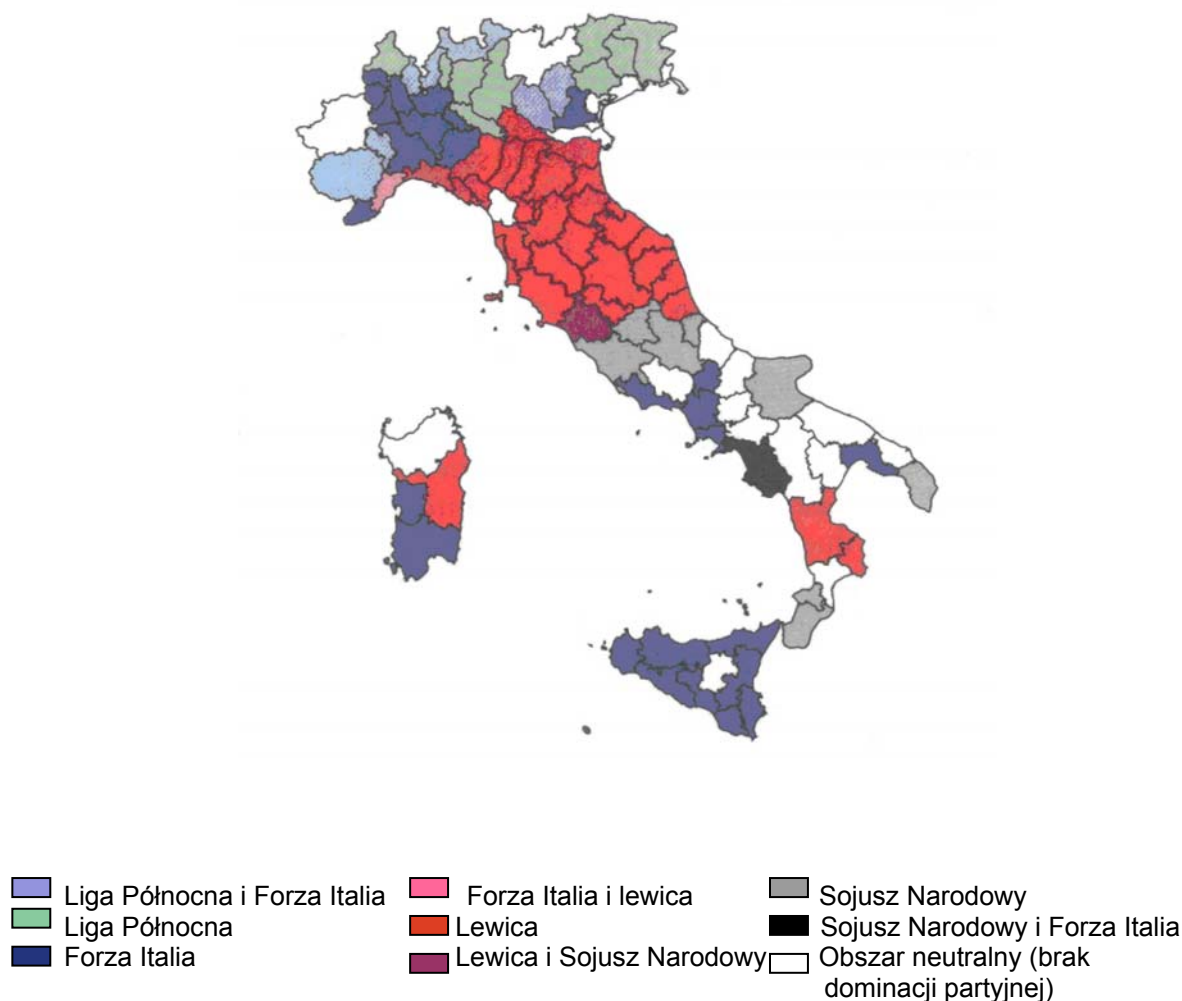 Liga Północna i Forza Italia
Liga Północna
Forza Italia
Forza Italia i lewica
Lewica
Lewica i Sojusz Narodowy
Sojusz Narodowy
Sojusz Narodowy i Forza Italia
Obszar neutralny (brak
dominacji partyjnej)